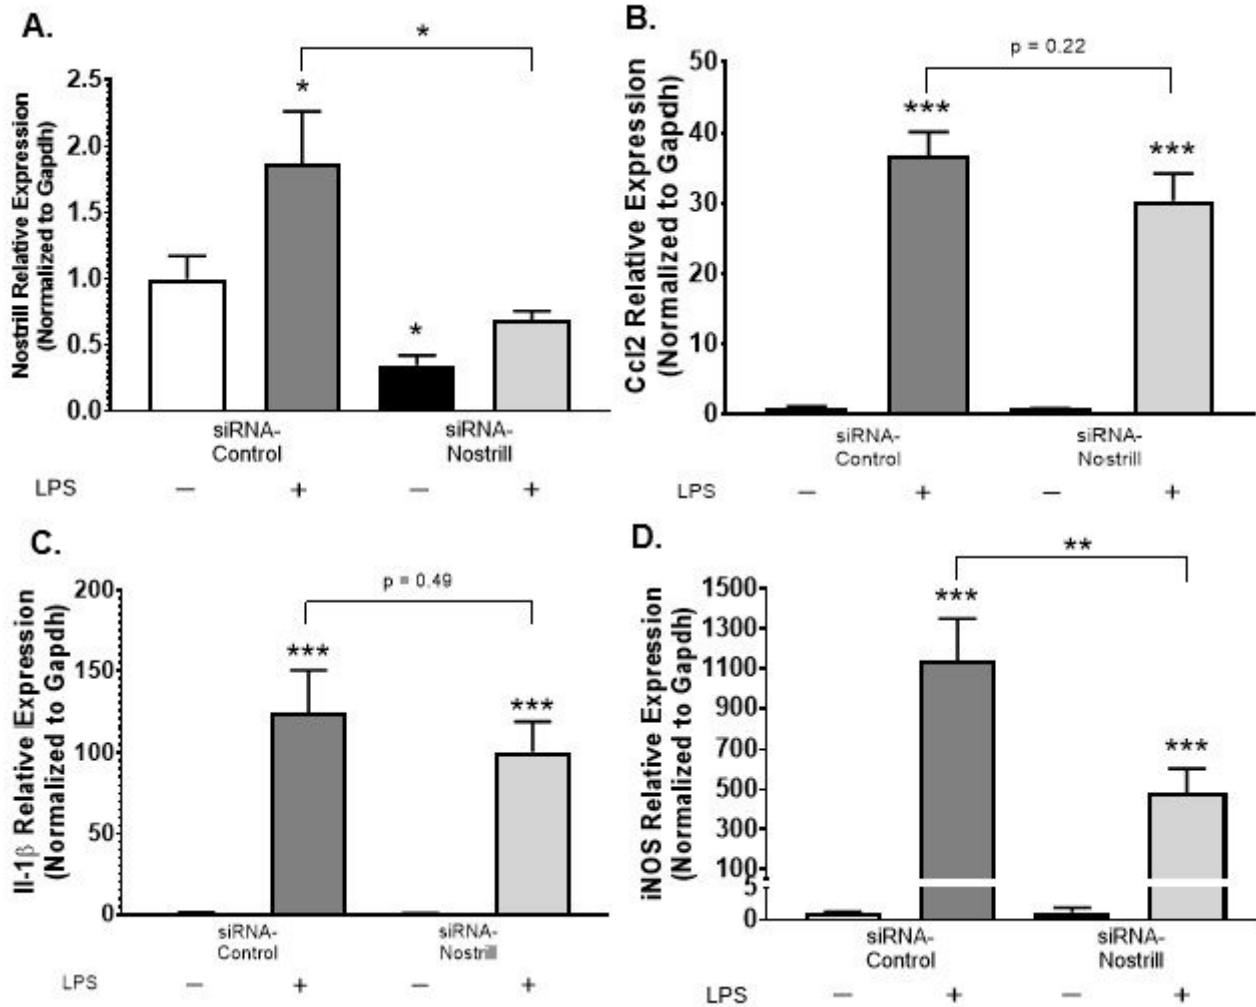 A.
*
Nostrill Relative Expression
(Normalized to Gapdh)
2.5
2.0
1.5
1.0
0.5
0.0
*
*
siRNA-
Control
siRNA-
Nostrill
LPS
—
+
—
+
B.
p = 0.22
Ccl2 Relative Expression
(Normalized to Gapdh)
50
40
30
20
10
0
***
***
siRNA-
Control
siRNA-
Nostrill
LPS
—
+
—
+
C.
p = 0.49
Il-1β Relative Expression
(Normalized to Gapdh)
200
150
100
50
0
***
***
siRNA-
Control
siRNA-
Nostrill
LPS
—
+
—
+
D.
**
iNOS Relative Expression
(Normalized to Gapdh)
1500
1300
1100
900
700
500
300
100
5
0
***
***
siRNA-
Control
siRNA-
Nostrill
LPS
—
+
—
+